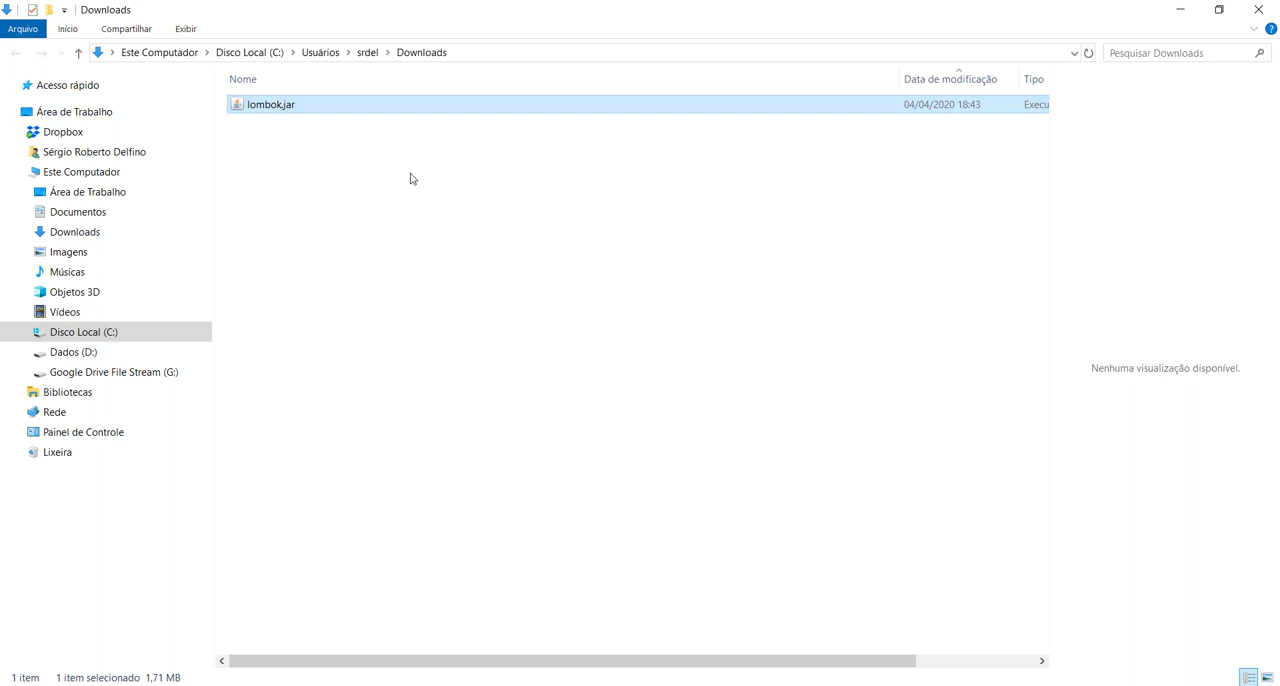 Downloads
Arquivo Início Compartilhar Exibir
Este Computador Disco Local (C:) Usuários srdel Downloads
Pesquisar Downloads
Nome Data de modificação Tipo
lombok.jar 04/04/2020 18:43 Execu
Acesso rápido
Área de Trabalho
Dropbox
Sérgio Roberto Delfino
Este Computador
Área de Trabalho
Documentos
Downloads
Imagens
Músicas
Objetos 3D
Vídeos
Disco Local (C:)
Dados (D:)
Google Drive File Stream (G:)
Bibliotecas
Rede
Painel de Controle
Lixeira
Nenhuma visualização disponível.
1 item 1 item selecionado 1,71 MB